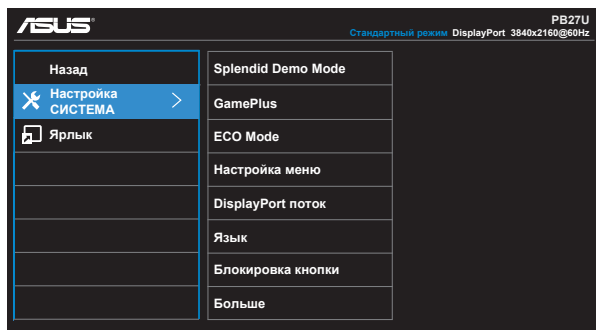 ASUS
PB27U
Стандартный режим DisplayPort 3840x2160@60Hz
Назад
Настройка
СИСТЕМА
Ярлык
Splendid Demo Mode
GamePlus
ECO Mode
Настройка меню
DisplayPort поток
Язык
Блокировка кнопки
Больше